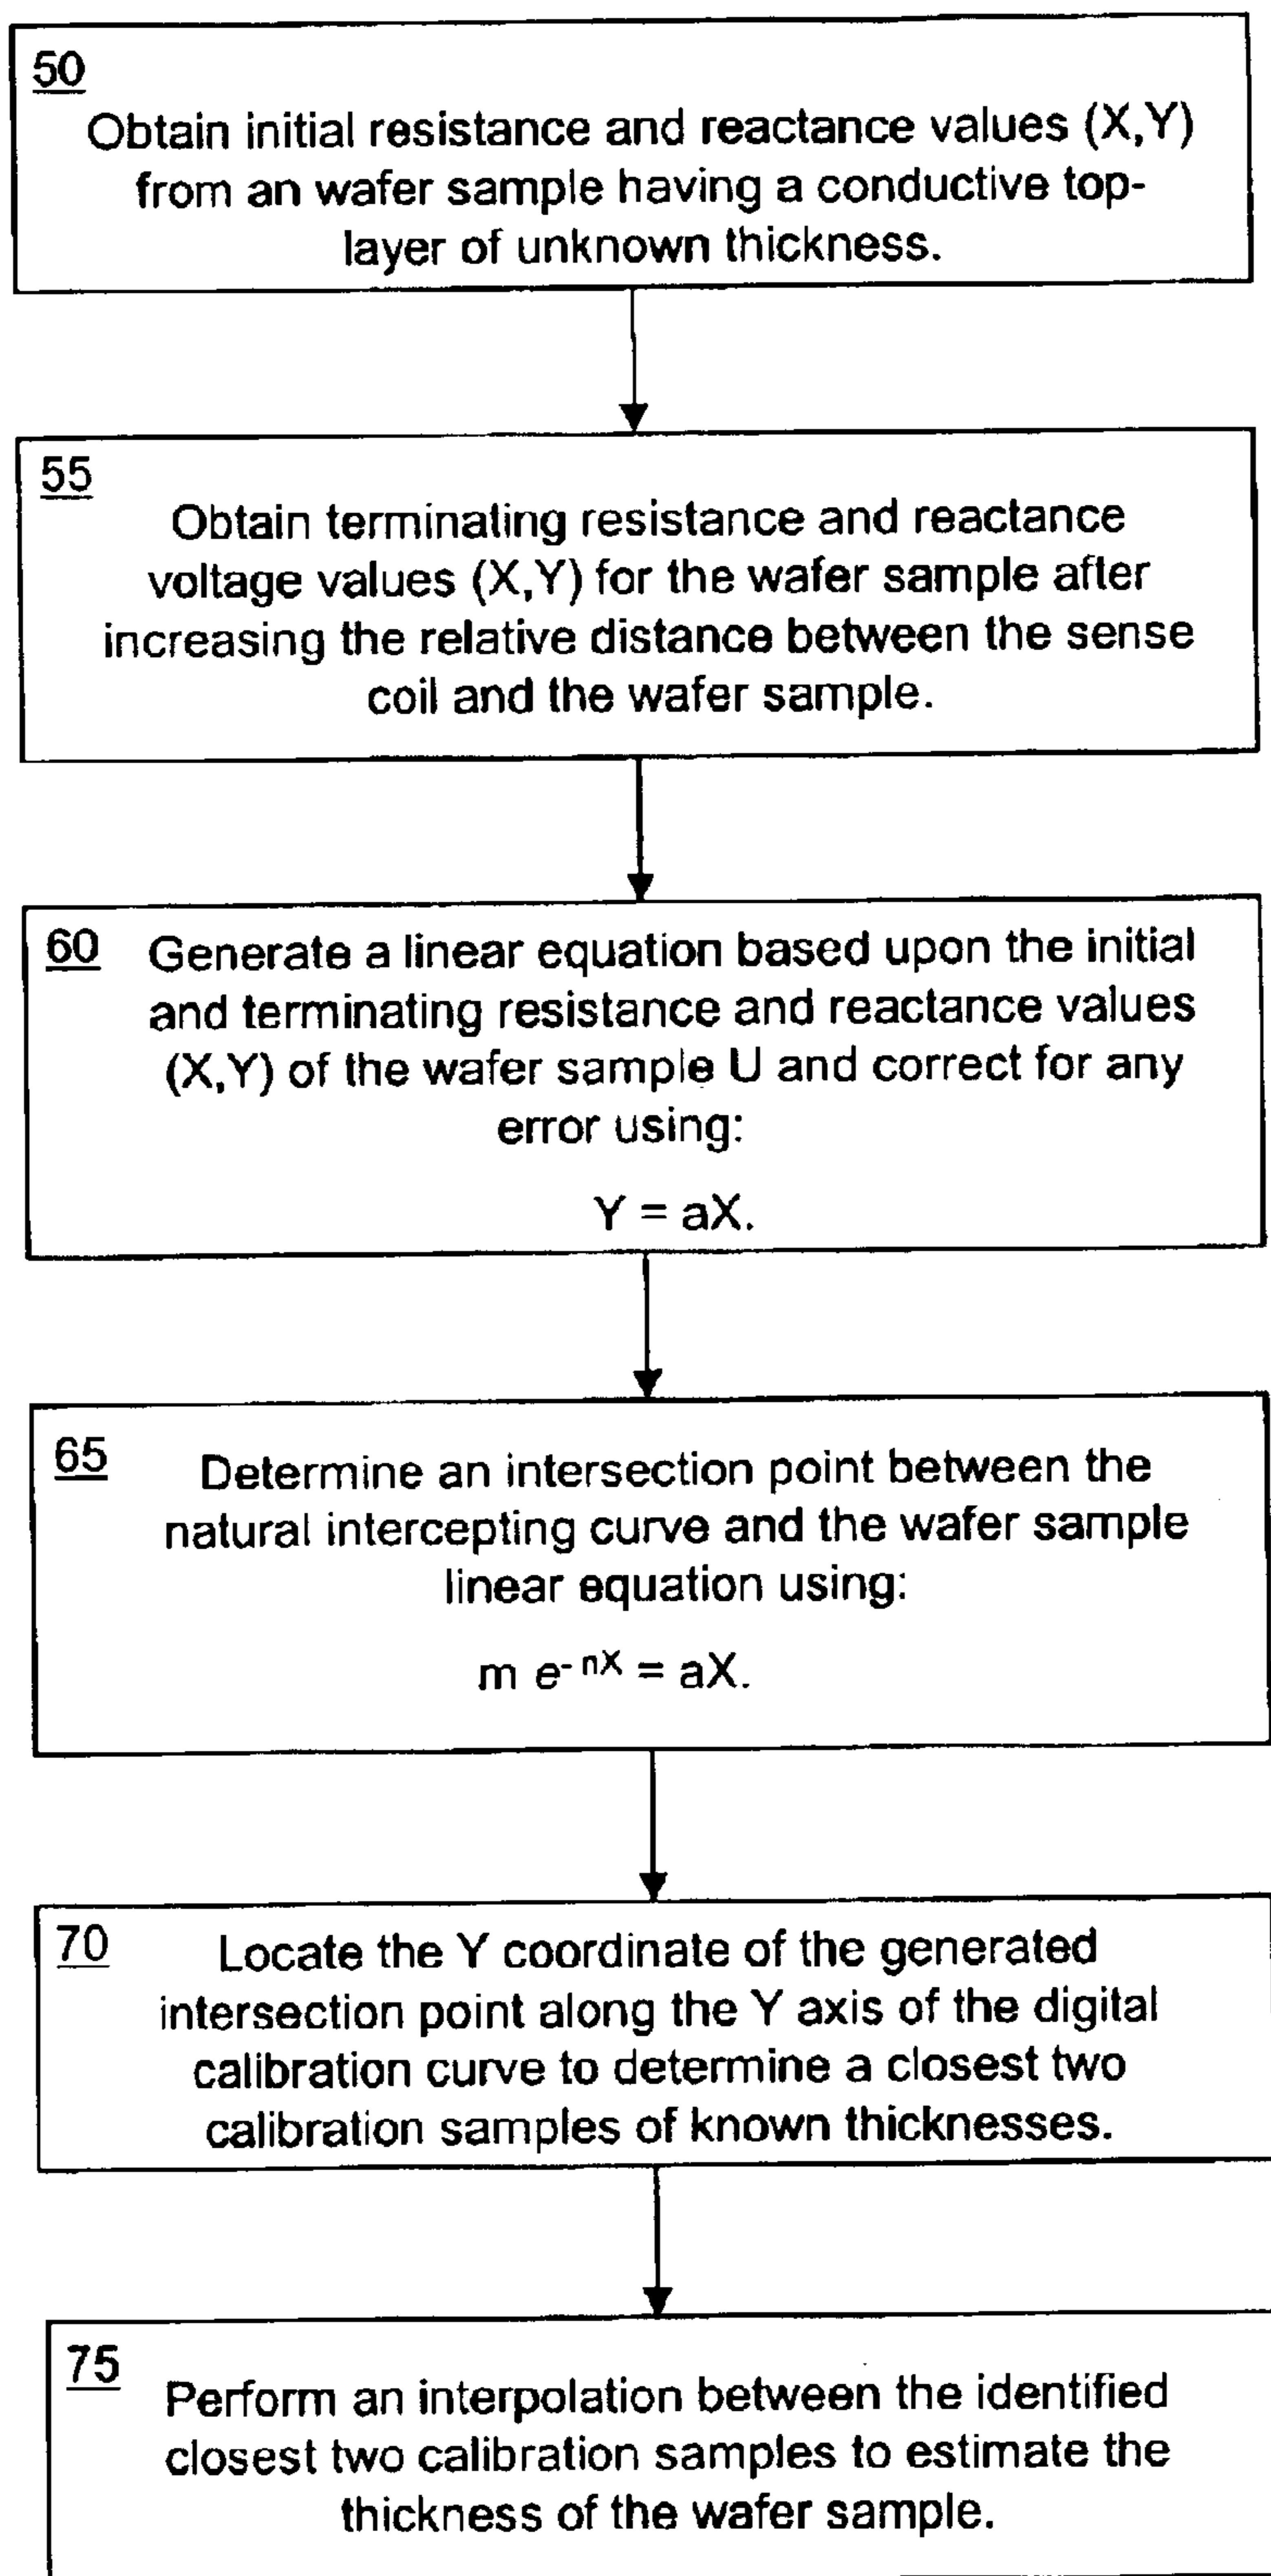 50
Obtain initial resistance and reactance values (X,Y)
from an wafer sample having a conductive top-
layer of unknown thickness.
55
Obtain terminating resistance and reactance
voltage values (X,Y) for the wafer sample after
increasing the relative distance between the sense
coil and the wafer sample.
60 Generate a linear equation based upon the initial
and terminating resistance and reactance values
(X,Y) of the wafer sample U and correct for any
error using:
Y = aX.
65
Determine an intersection point between the
natural intercepting curve and the wafer sample
linear equation using:
m e^{-nX} = aX.
70
Locate the Y coordinate of the generated
intersection point along the Y axis of the digital
calibration curve to determine a closest two
calibration samples of known thicknesses.
75
Perform an interpolation between the identified
closest two calibration samples to estimate the
thickness of the wafer sample.